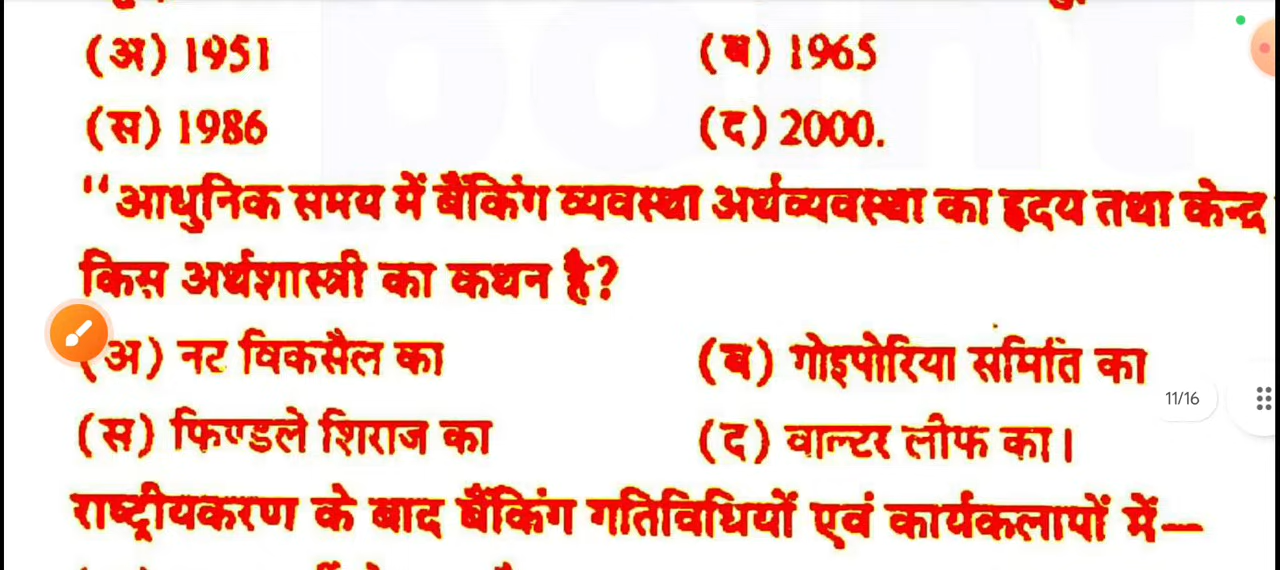 (अ) 1951 (ब) 1965
(स) 1986 (द) 2000.
“आधुनिक समय में बैंकिंग व्यवस्था अर्थव्यवस्था का हृदय तथा केन्द्र
किस अर्थशास्त्री का कथन है?
(अ) नट विकसैल का (ब) गोइपोरिया समिति का
(स) फिण्डले शिराज का (द) वाल्टर लीफ का।
11/16
राष्ट्रीयकरण के बाद बैंकिंग गतिविधियों एवं कार्यकलापों में—